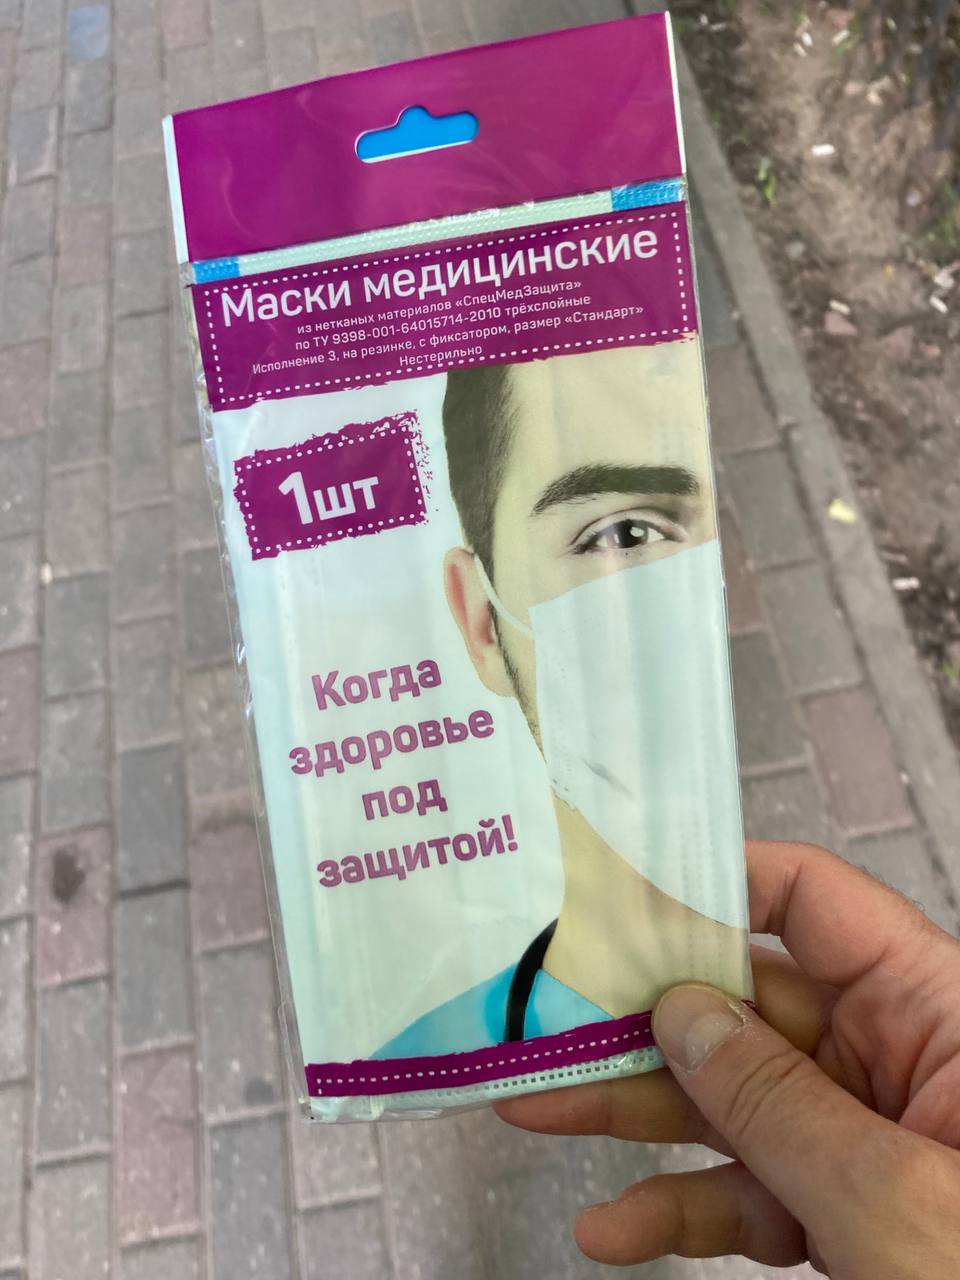 Маски медицинские
из нетканых материалов «СпецМедЗащита»
по ТУ 9398-001-64015714-2010 трёхслойные
Исполнение 3, на резинке, с фиксатором, размер «Стандарт»
Нестерильно
1шт
Когда
здоровье
под
защитой!